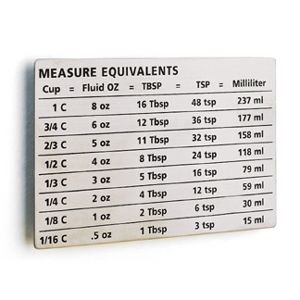 MEASURE EQUIVALENTS
Cup = Fluid OZ = TBSP = TSP = Milliliter
1 C 8 oz 16 Tbsp 48 tsp 237 ml
3/4 C 6 oz 12 Tbsp 36 tsp 177 ml
2/3 C 5 oz 11 Tbsp 32 tsp 158 ml
1/2 C 4 oz 8 Tbsp 24 tsp 118 ml
1/3 C 3 oz 5 Tbsp 16 tsp 79 ml
1/4 C 2 oz 4 Tbsp 12 tsp 59 ml
1/8 C 1 oz 2 Tbsp 6 tsp 30 ml
1/16 C .5 oz 1 Tbsp 3 tsp 15 ml